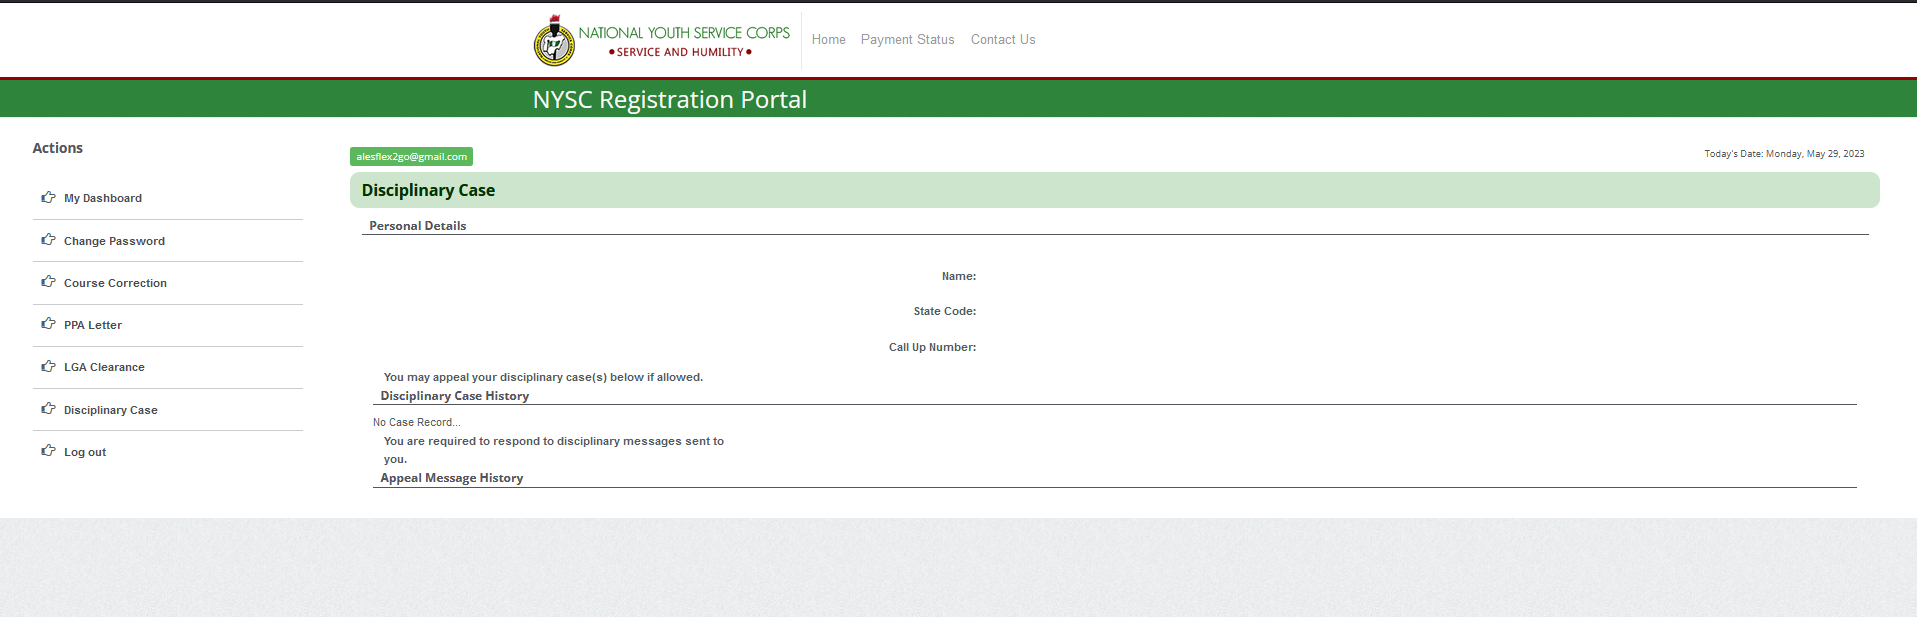 NATIONAL YOUTH SERVICE CORPS
•SERVICE AND HUMILITY•
Home Payment Status Contact Us
NYSC Registration Portal
Actions
My Dashboard
Change Password
Course Correction
PPA Letter
LGA Clearance
Disciplinary Case
Log out
alesflex2go@gmail.com
Today's Date: Monday, May 29, 2023
Disciplinary Case
Personal Details
Name:
State Code:
Call Up Number:
You may appeal your disciplinary case(s) below if allowed.
Disciplinary Case History
No Case Record...
You are required to respond to disciplinary messages sent to
you.
Appeal Message History